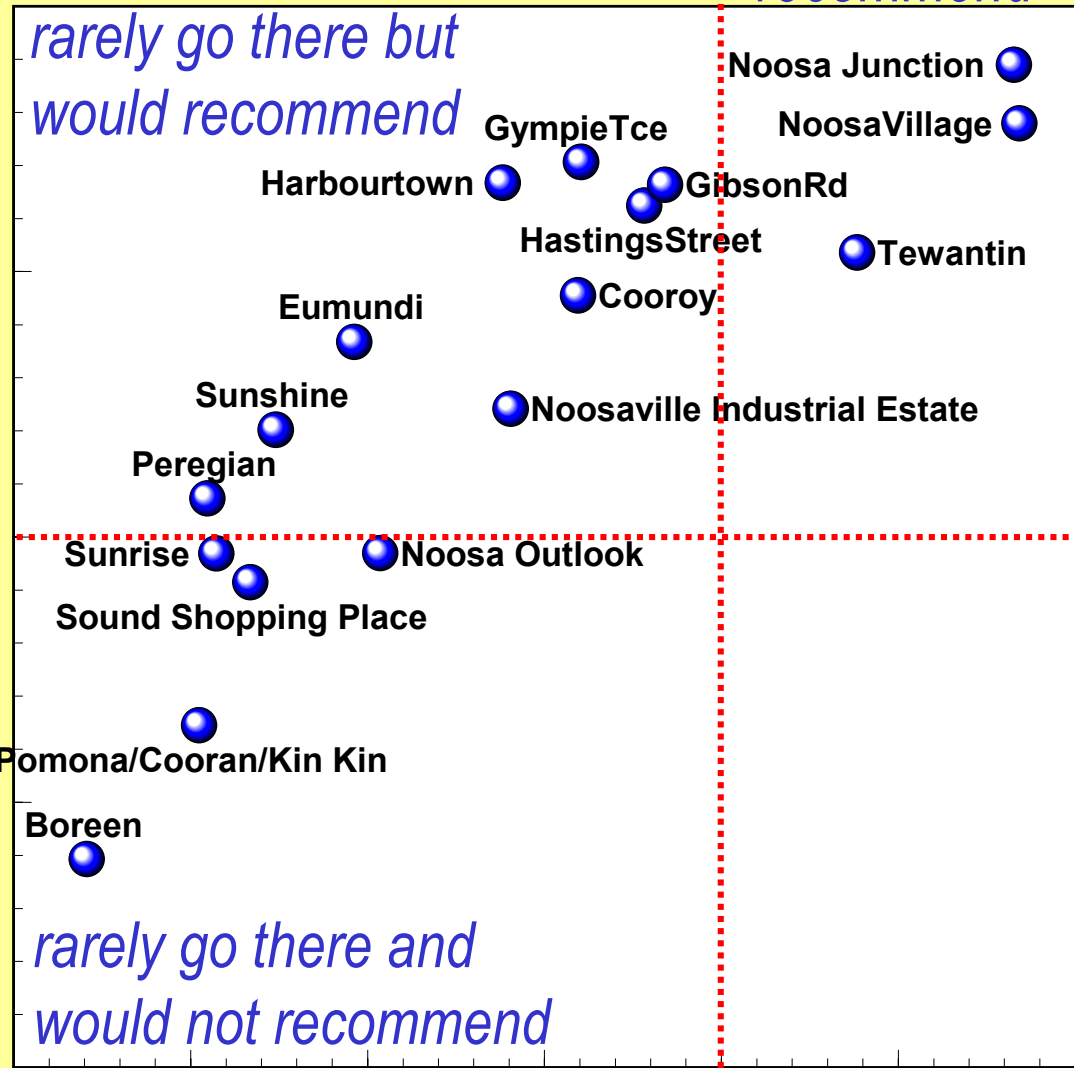 recommend
rarely go there but
would recommend
Noosa Junction
NoosaVillage
GympieTce
Harbourtown
GibsonRd
HastingsStreet
Tewantin
Cooroy
Eumundi
Sunshine
Noosaville Industrial Estate
Peregian
Sunrise
Noosa Outlook
Sound Shopping Place
Pomona/Cooran/Kin Kin
Boreen
rarely go there and
would not recommend